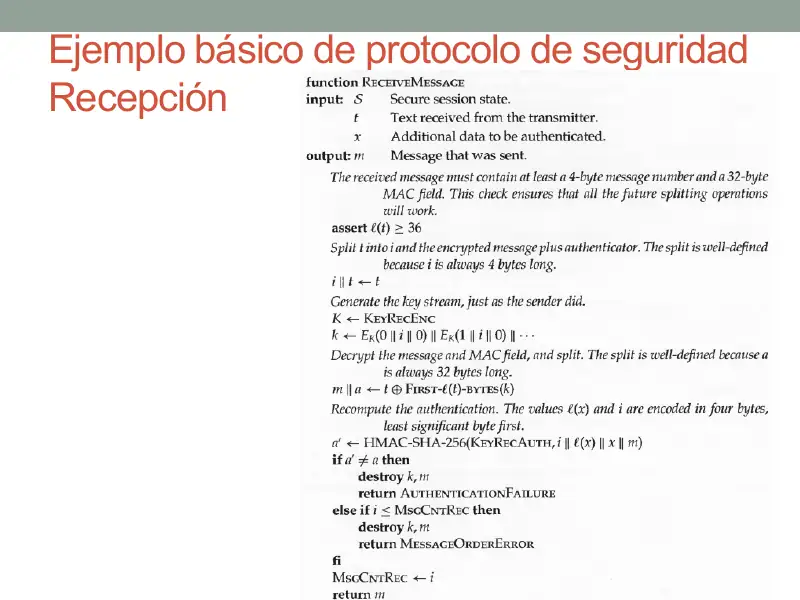 Ejemplo básico de protocolo de seguridad
Recepción
function RECEIVEMESSAGE
input: S Secure session state.
t Text received from the transmitter.
x Additional data to be authenticated.
output: m Message that was sent.
The received message must contain at least a 4-byte message number and a 32-byte
MAC field. This check ensures that all the future splitting operations
will work.
assert ℓ(t) ≥ 36
Split t into i and the encrypted message plus authenticator. The split is well-defined
because i is always 4 bytes long.
i ∥ t ← t
Generate the key stream, just as the sender did.
K ← KEYRECENC
k ← E_K(0 ∥ i ∥ 0) ∥ E_K(1 ∥ i ∥ 0) ∥ ···
Decrypt the message and MAC field, and split. The split is well-defined because a
is always 32 bytes long.
m ∥ a ← t ⊕ FIRST-ℓ(t)-BYTES(k)
Recompute the authentication. The values ℓ(x) and i are encoded in four bytes,
least significant byte first.
a′ ← HMAC-SHA-256(KEYRECAUTH, i ∥ ℓ(x) ∥ x ∥ m)
if a′ ≠ a then
destroy k, m
return AUTHENTICATIONFAILURE
else if i ≤ MSGCNTREC then
destroy k, m
return MESSAGEORDERERROR
fi
MSGCNTREC ← i
return m